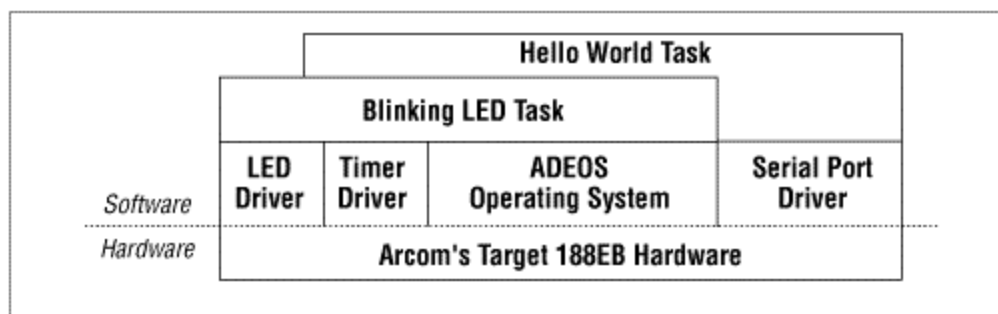 Hello World Task
Blinking LED Task
LED Driver
Timer Driver
ADEOS Operating System
Serial Port Driver
Software
Hardware
Arcom's Target 188EB Hardware